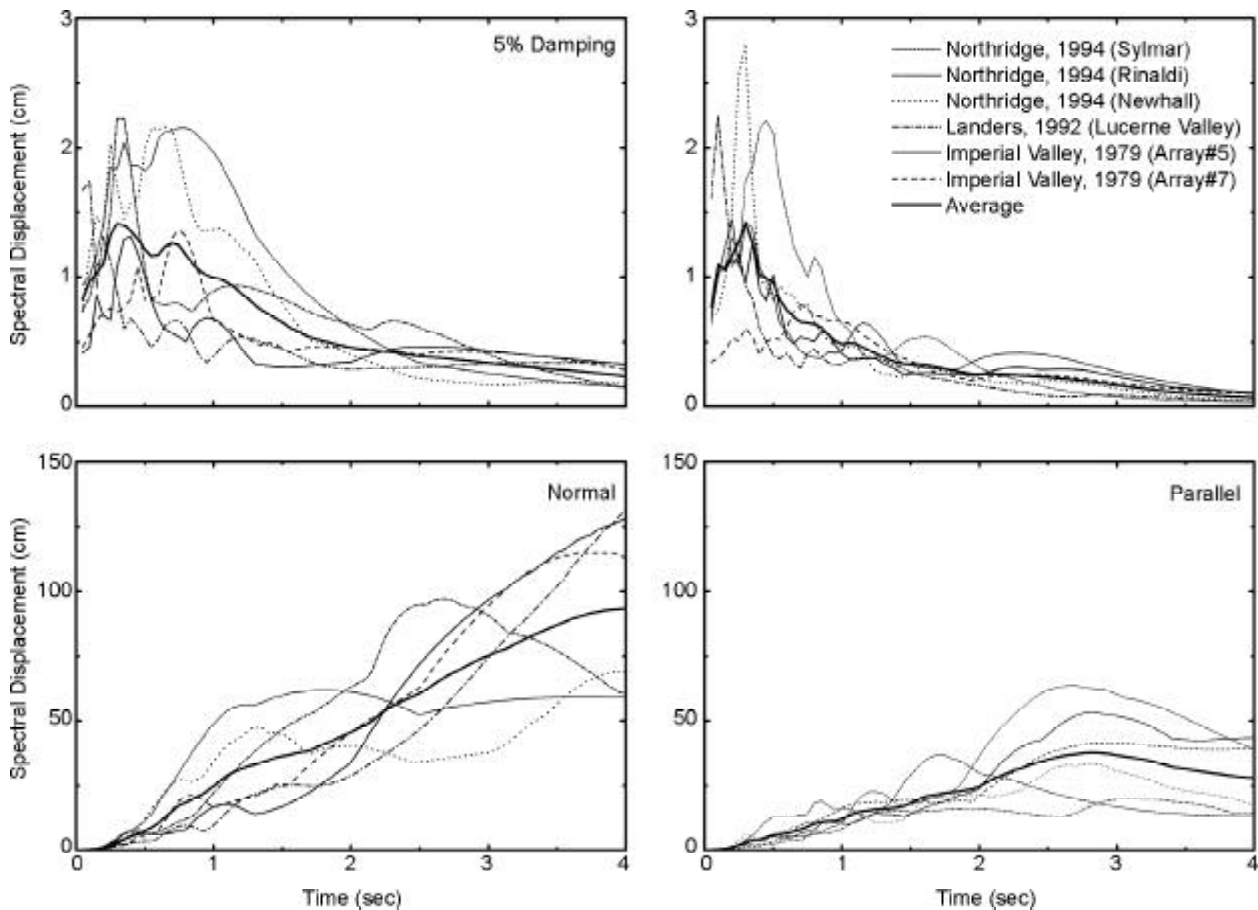 3
2
1
0
Spectral Displacement (cm)
5% Damping
3
2
1
0
Northridge, 1994 (Sylmar)
Northridge, 1994 (Rinaldi)
Northridge, 1994 (Newhall)
Landers, 1992 (Lucerne Valley)
Imperial Valley, 1979 (Array#5)
Imperial Valley, 1979 (Array#7)
Average
150
100
50
0
Spectral Displacement (cm)
Normal
0 1 2 3 4
Time (sec)
150
100
50
0
Parallel
0 1 2 3 4
Time (sec)